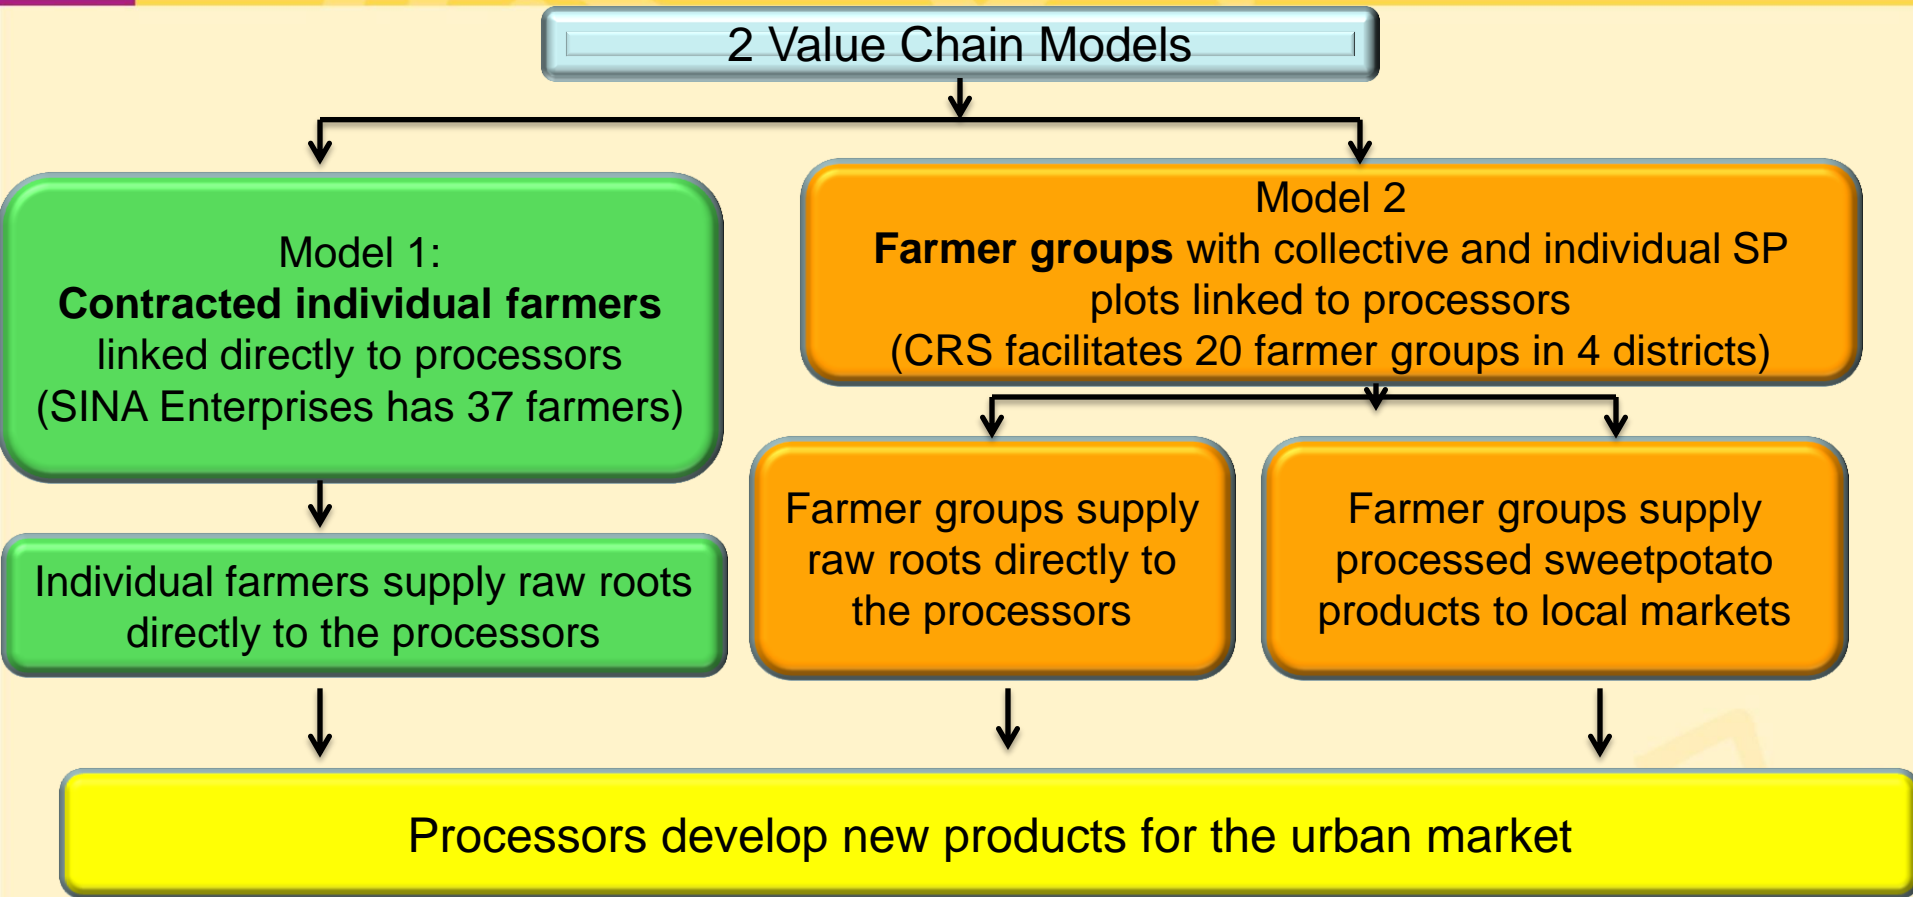 2 Value Chain Models
Model 1:
Contracted individual farmers
linked directly to processors
(SINA Enterprises has 37 farmers)
Model 2
Farmer groups with collective and individual SP
plots linked to processors
(CRS facilitates 20 farmer groups in 4 districts)
Individual farmers supply raw roots
directly to the processors
Farmer groups supply
raw roots directly to
the processors
Farmer groups supply
processed sweetpotato
products to local markets
Processors develop new products for the urban market